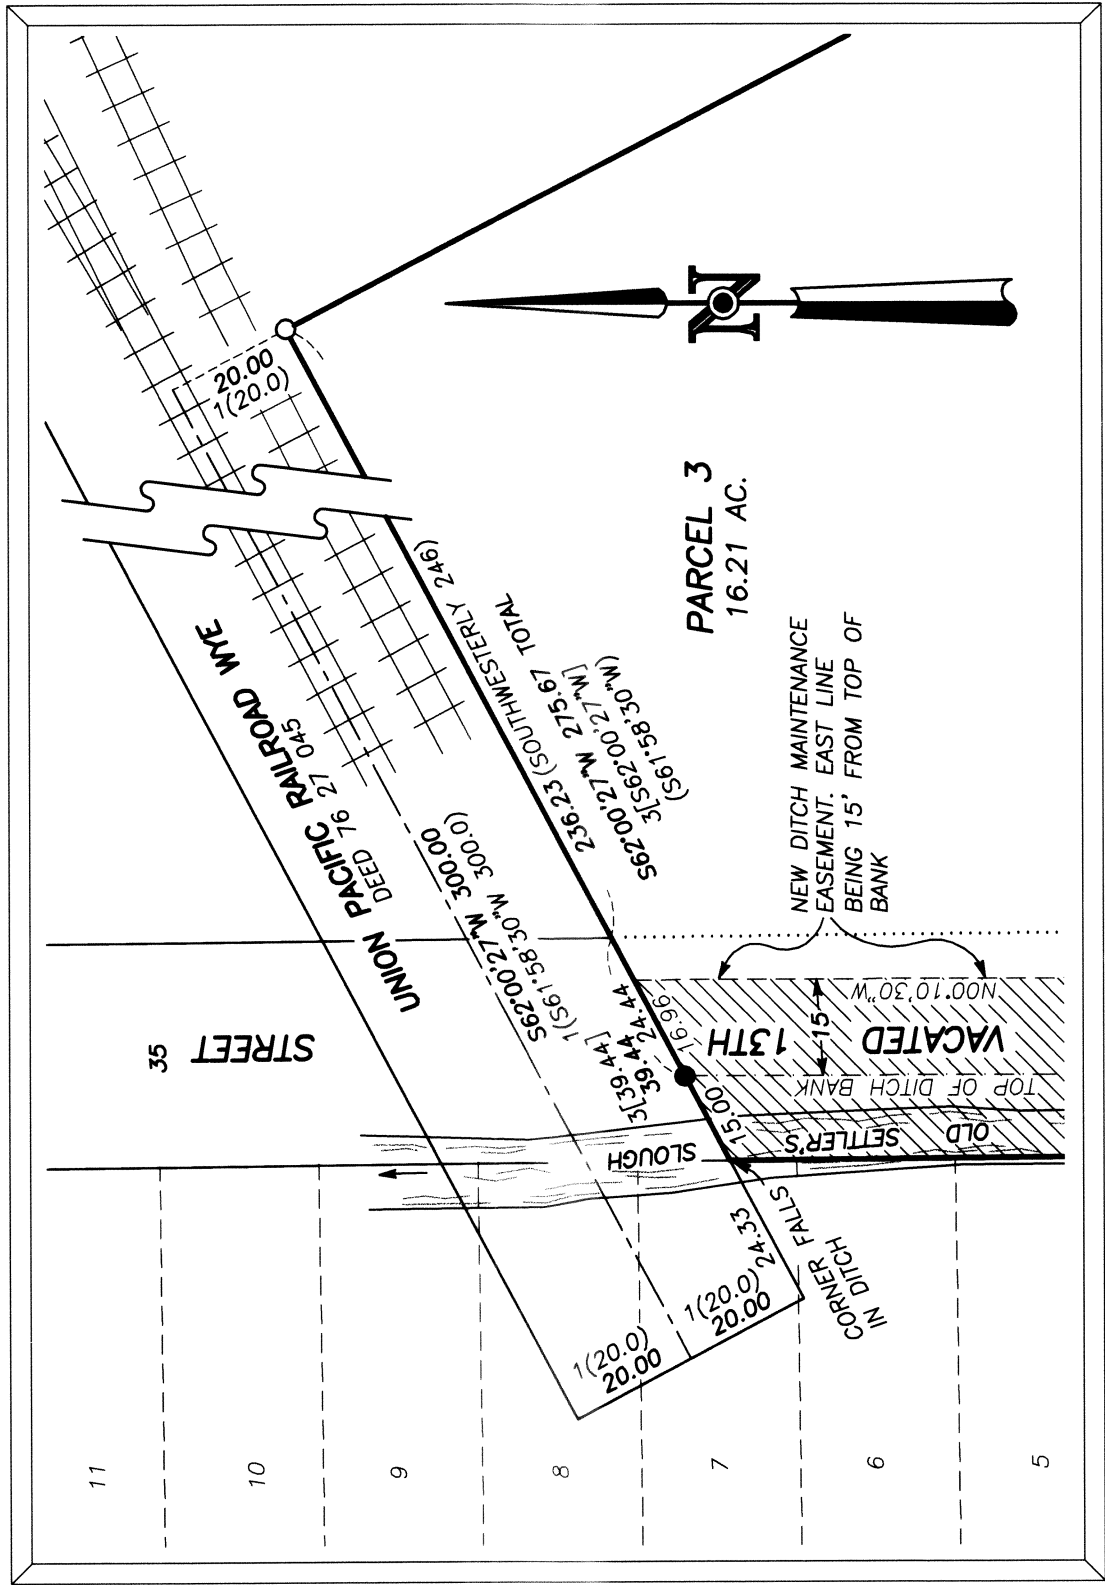 11
10
9
8
7
6
5
35
STREET
UNION PACIFIC RAILROAD WYE
DEED 76 27 045
20.00
1(20.0)
S62°00'27"W 300.00
1(S61°58'30"W 300.0)
236.23 (SOUTHWESTERLY 246)
S62°00'27"W 275.67 TOTAL
3[S62°00'27"W]
(S61°58'30"W)
PARCEL 3
16.21 AC.
N
NEW DITCH MAINTENANCE
EASEMENT. EAST LINE
BEING 15' FROM TOP OF
BANK
3[39.44]
39.44
24.44
16.96
15.00
13TH
VACATED
15'
N00°10'30"W
TOP OF DITCH BANK
OLD
SETTLER'S
SLOUGH
24.33
CORNER FALLS
IN DITCH
1(20.0)
20.00
1(20.0)
20.00